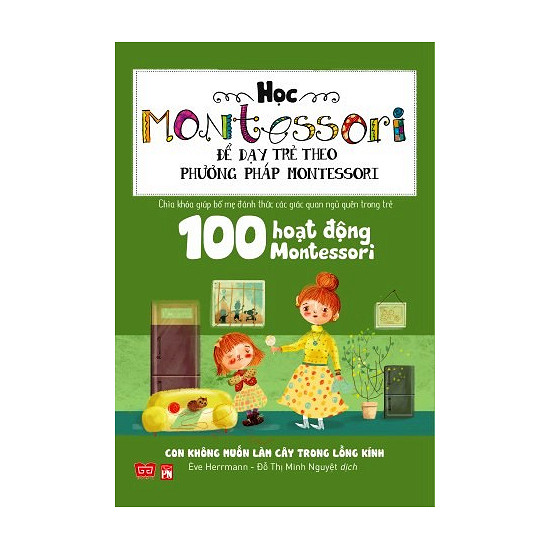 Học
Montessori
ĐỂ DẠY TRẺ THEO
PHƯƠNG PHÁP MONTESSORI
Chìa khóa giúp bố mẹ đánh thức các giác quan ngủ quên trong trẻ
100 hoạt động
Montessori
CON KHÔNG MUỐN LÀM CÂY TRONG LỒNG KÍNH
Eve Herrmann - Đỗ Thị Minh Nguyệt dịch
PN